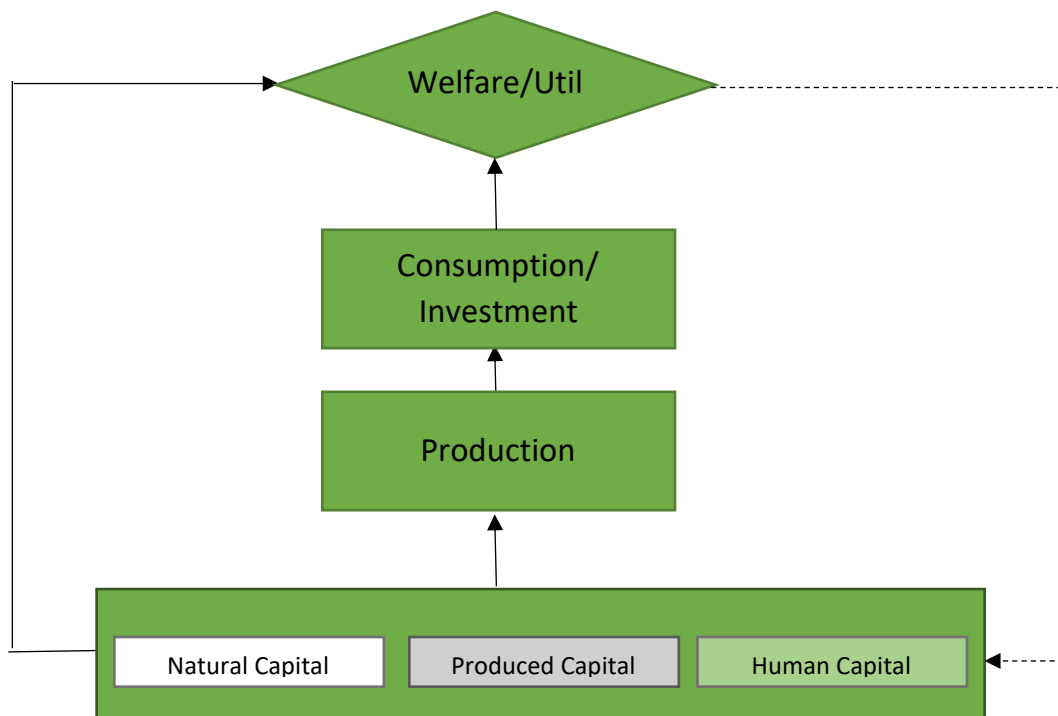 Welfare/Util
Consumption/
Investment
Production
Natural Capital
Produced Capital
Human Capital